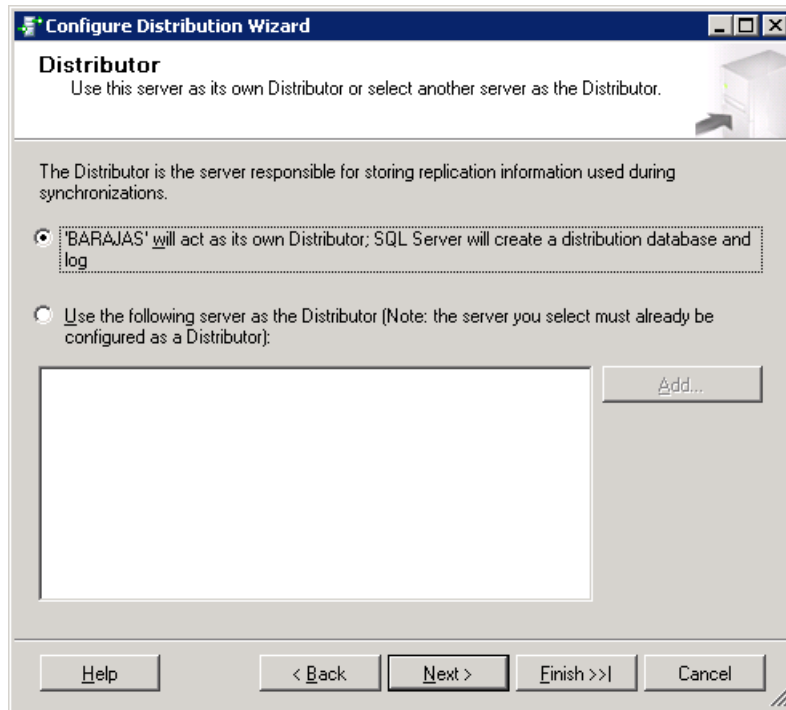 Configure Distribution Wizard
Distributor
Use this server as its own Distributor or select another server as the Distributor.
The Distributor is the server responsible for storing replication information used during
synchronizations.
'BARAJAS' will act as its own Distributor; SQL Server will create a distribution database and
log
Use the following server as the Distributor (Note: the server you select must already be
configured as a Distributor):
Add...
Help
< Back
Next >
Finish >>|
Cancel